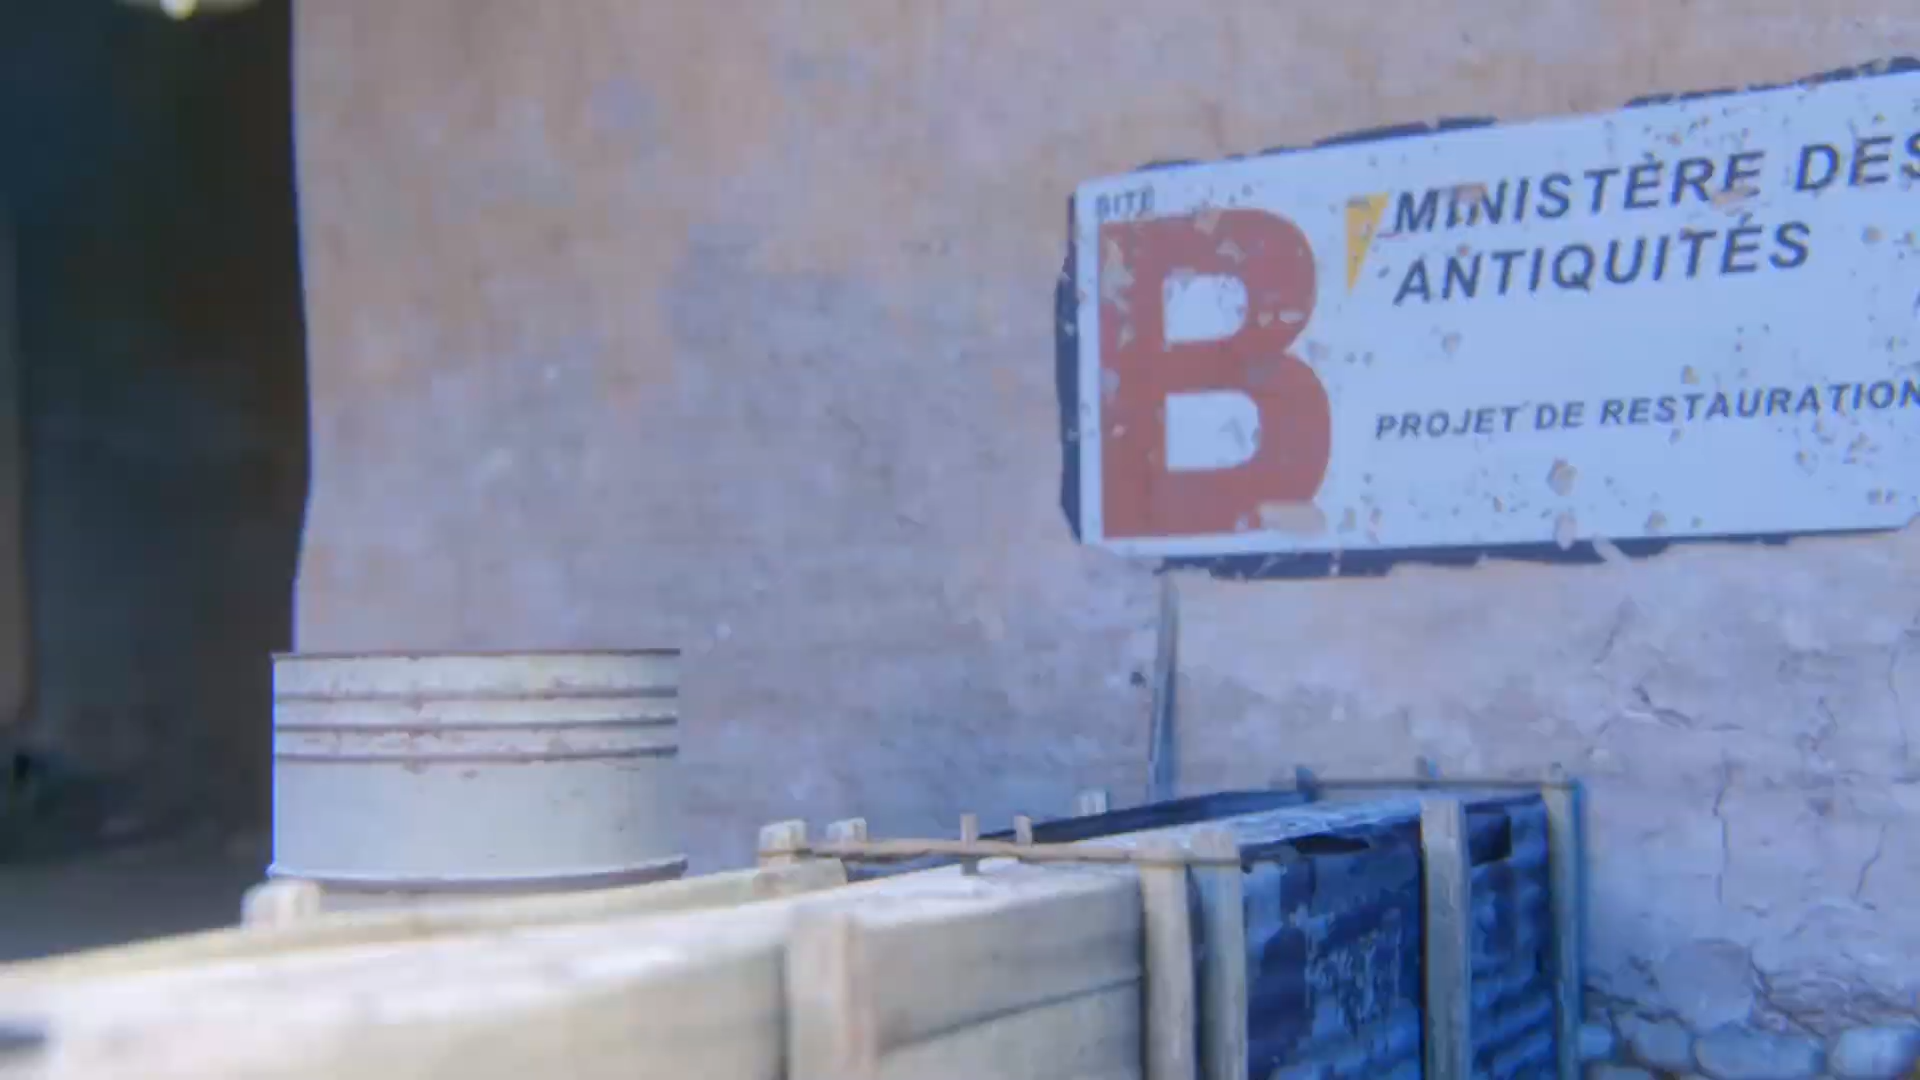 SITE
B
MINISTÈRE DES
ANTIQUITÉS
PROJET DE RESTAURATION